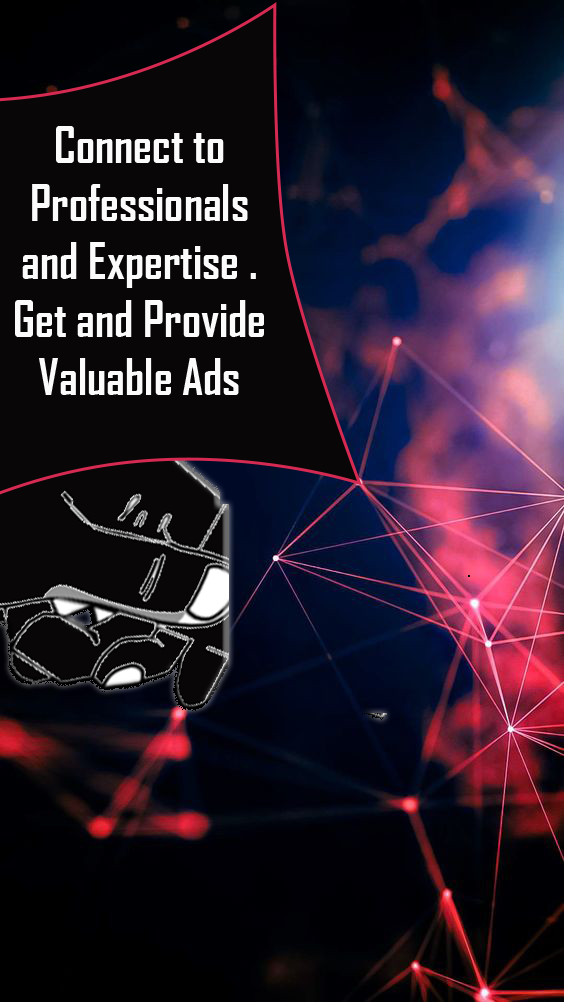 Connect to
Professionals
and Expertise .
Get and Provide
Valuable Ads